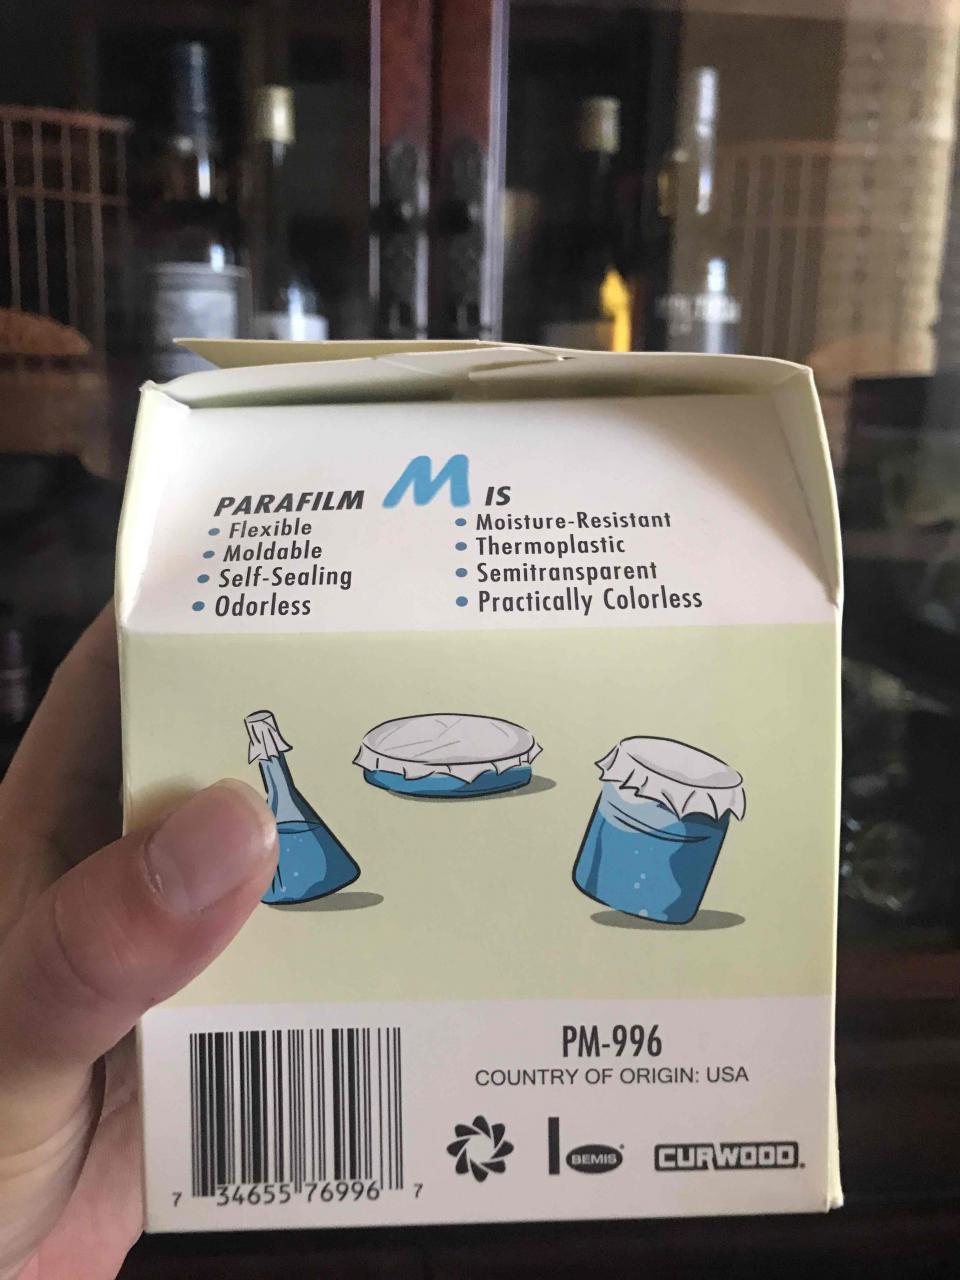 PARAFILM M IS
• Flexible
• Moldable
• Self-Sealing
• Odorless
• Moisture-Resistant
• Thermoplastic
• Semitransparent
• Practically Colorless
PM-996
COUNTRY OF ORIGIN: USA
BEMIS
CURWOOD
7 34655 76996 7